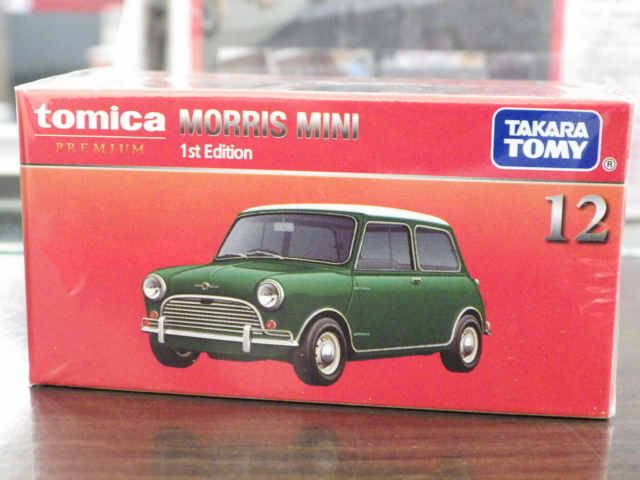 tomica
PREMIUM
MORRIS MINI
1st Edition
TAKARA
TOMY
®
12